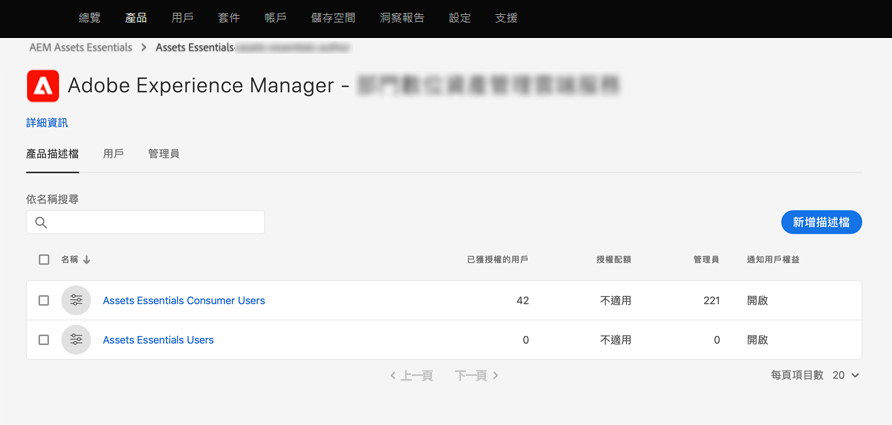 總覽 產品 用戶 套件 帳戶 儲存空間 洞察報告 設定 支援
AEM Assets Essentials > Assets Essentials
Adobe Experience Manager -
詳細資訊
產品描述檔 用戶 管理員
依名稱搜尋
新增描述檔
名稱 已獲授權的用戶 授權配額 管理員 通知用戶權益
Assets Essentials Consumer Users 42 不適用 221 開啟
Assets Essentials Users 0 不適用 0 開啟
上一頁 下一頁 每頁項目數 20